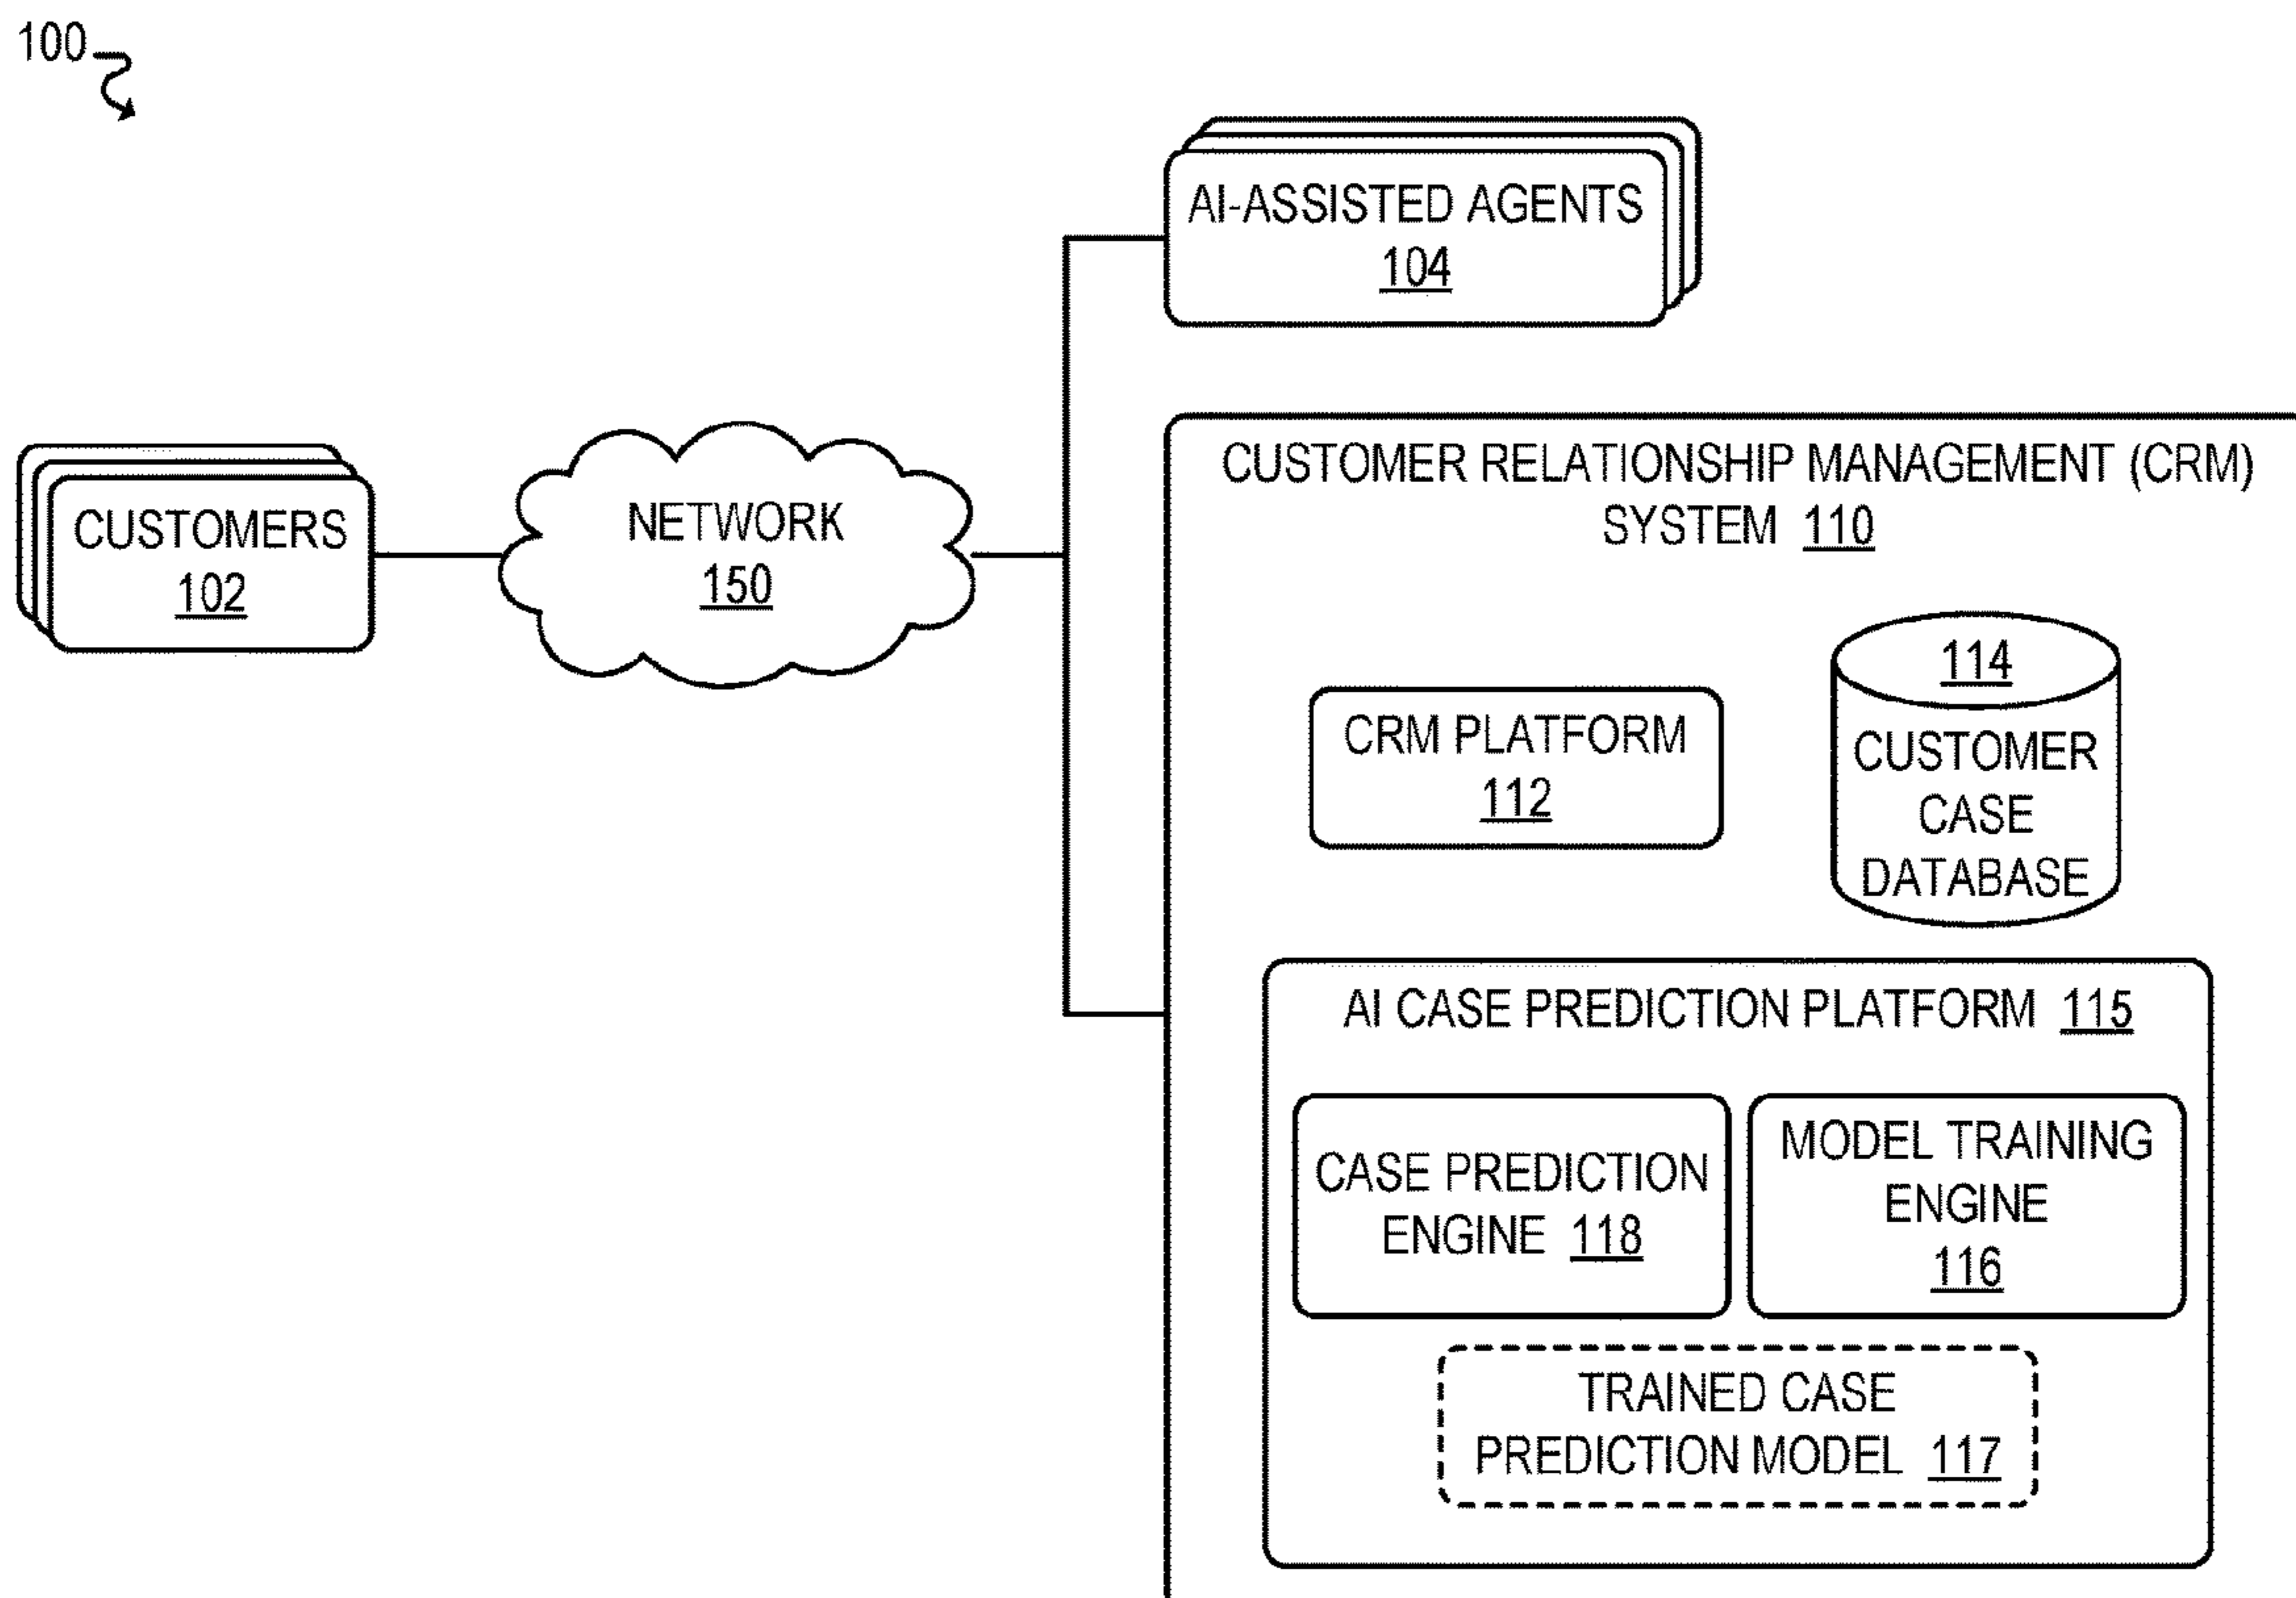 100
AI-ASSISTED AGENTS
104
CUSTOMERS
102
NETWORK
150
CUSTOMER RELATIONSHIP MANAGEMENT (CRM)
SYSTEM 110
CRM PLATFORM
112
114
CUSTOMER
CASE
DATABASE
AI CASE PREDICTION PLATFORM 115
CASE PREDICTION
ENGINE 118
MODEL TRAINING
ENGINE
116
TRAINED CASE
PREDICTION MODEL 117